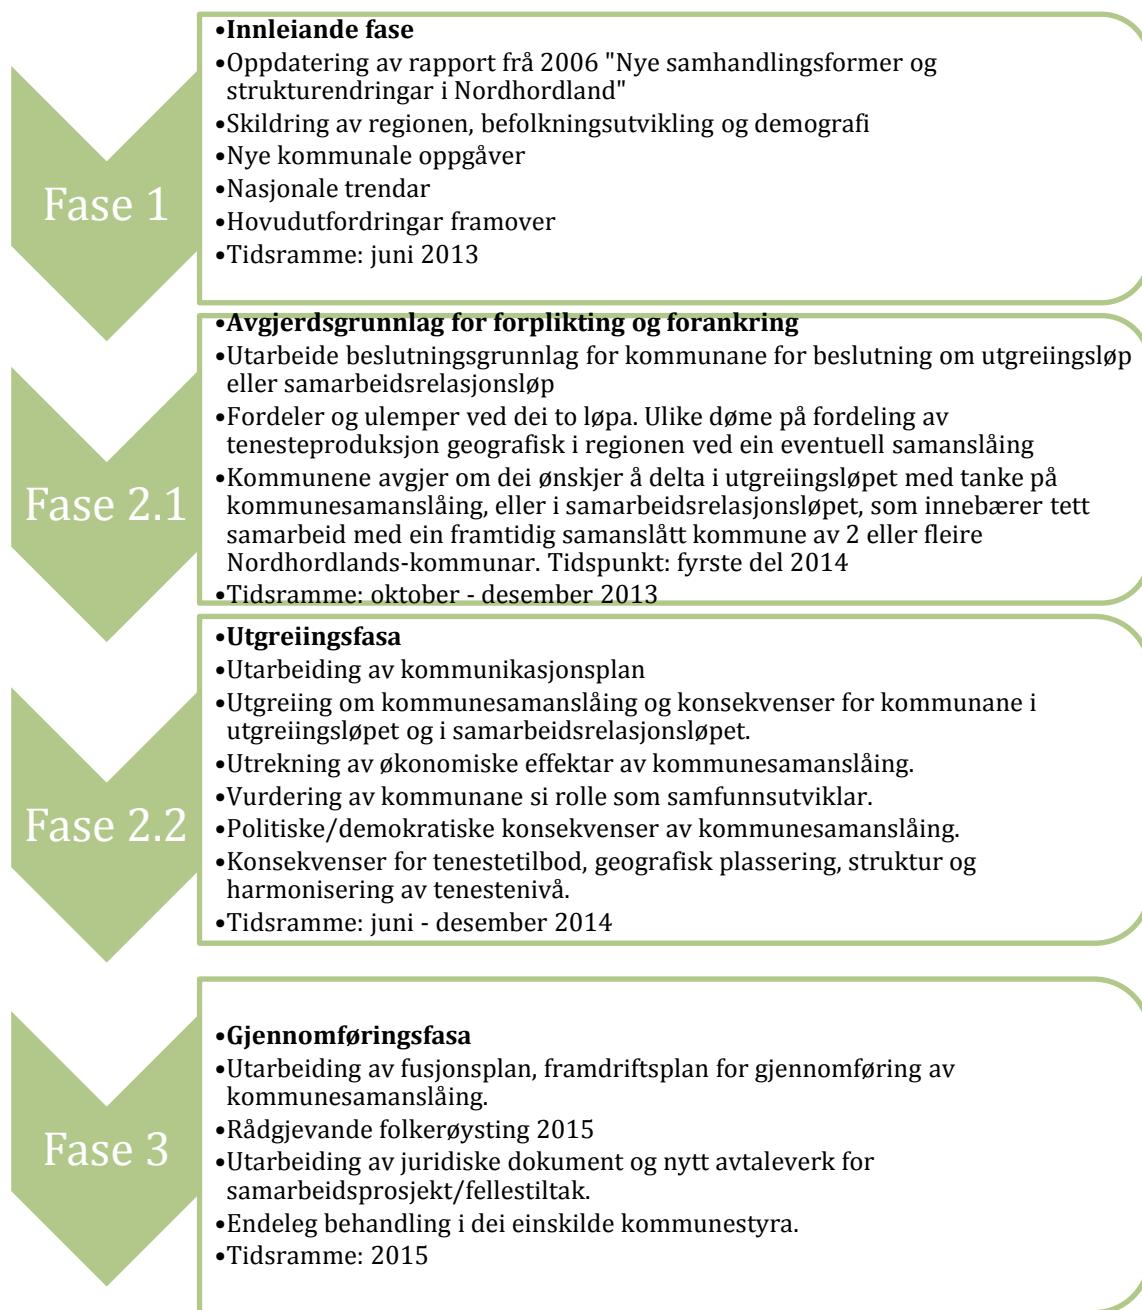 Fase 1
•Innleiande fase
•Oppdatering av rapport frå 2006 "Nye samhandlingsformer og
strukturendringar i Nordhordland"
•Skildring av regionen, befolkningsutvikling og demografi
•Nye kommunale oppgåver
•Nasjonale trendar
•Hovudutfordringar framover
•Tidsramme: juni 2013
Fase 2.1
•Avgjerdsgrunnlag for forplikting og forankring
•Utarbeide beslutningsgrunnlag for kommunane for beslutning om utgreiingsløp
eller samarbeidsrelasjonsløp
•Fordeler og ulemper ved dei to løpa. Ulike døme på fordeling av
tenesteproduksjon geografisk i regionen ved ein eventuell samanslåing
•Kommunene avgjer om dei ønskjer å delta i utgreiingsløpet med tanke på
kommunesamanslåing, eller i samarbeidsrelasjonsløpet, som innebærer tett
samarbeid med ein framtidig samanslått kommune av 2 eller fleire
Nordhordlands-kommunar. Tidspunkt: fyrste del 2014
•Tidsramme: oktober - desember 2013
Fase 2.2
•Utgreiingsfasa
•Utarbeiding av kommunikasjonsplan
•Utgreiing om kommunesamanslåing og konsekvenser for kommunane i
utgreiingsløpet og i samarbeidsrelasjonsløpet.
•Utrekning av økonomiske effektar av kommunesamanslåing.
•Vurdering av kommunane si rolle som samfunnsutviklar.
•Politiske/demokratiske konsekvenser av kommunesamanslåing.
•Konsekvenser for tenestetilbod, geografisk plassering, struktur og
harmonisering av tenestenivå.
•Tidsramme: juni - desember 2014
Fase 3
•Gjennomføringsfasa
•Utarbeiding av fusjonsplan, framdriftsplan for gjennomføring av
kommunesamanslåing.
•Rådgjevande folkerøysting 2015
•Utarbeiding av juridiske dokument og nytt avtaleverk for
samarbeidsprosjekt/fellestiltak.
•Endeleg behandling i dei einskilde kommunestyra.
•Tidsramme: 2015